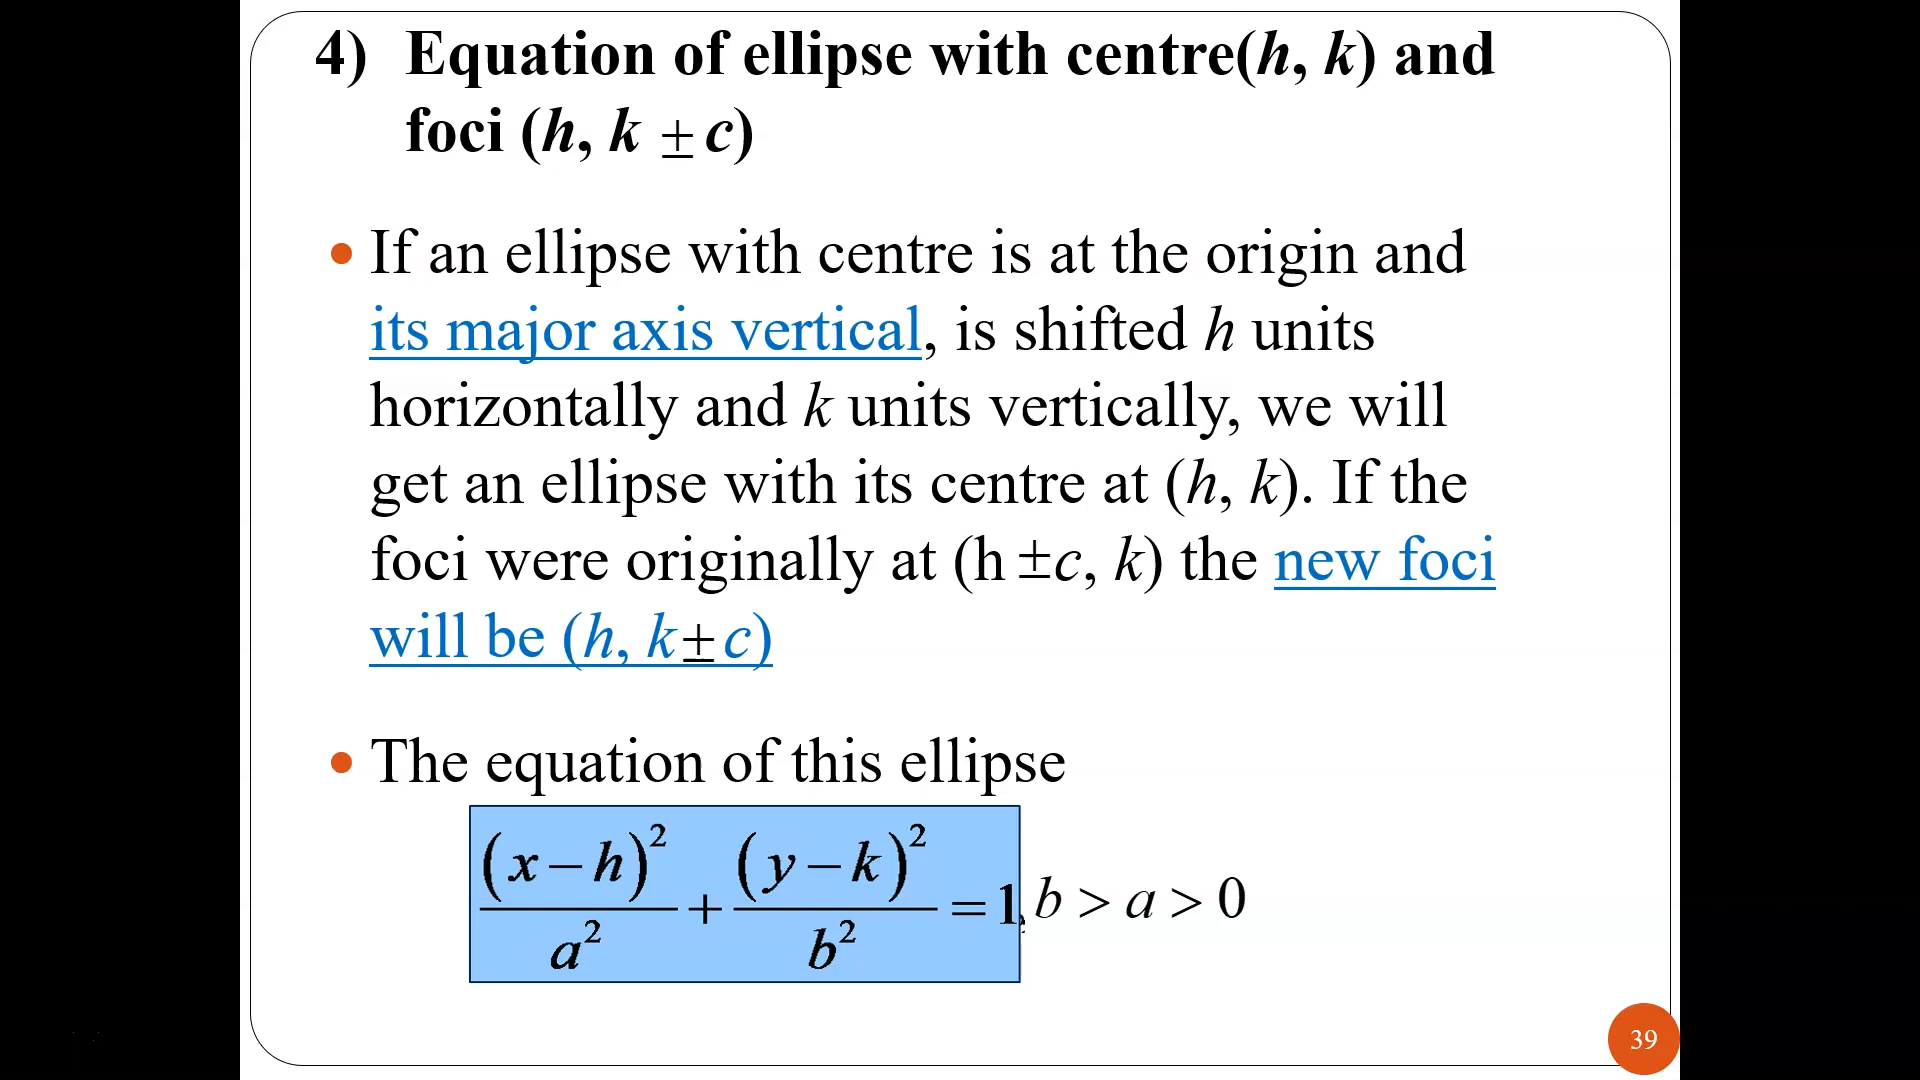 4) Equation of ellipse with centre(h, k) and
foci (h, k ± c)
• If an ellipse with centre is at the origin and
its major axis vertical, is shifted h units
horizontally and k units vertically, we will
get an ellipse with its centre at (h, k). If the
foci were originally at (h ±c, k) the new foci
will be (h, k± c)
• The equation of this ellipse
(x − h)²/a² + (y − k)²/b² = 1, b > a > 0
39